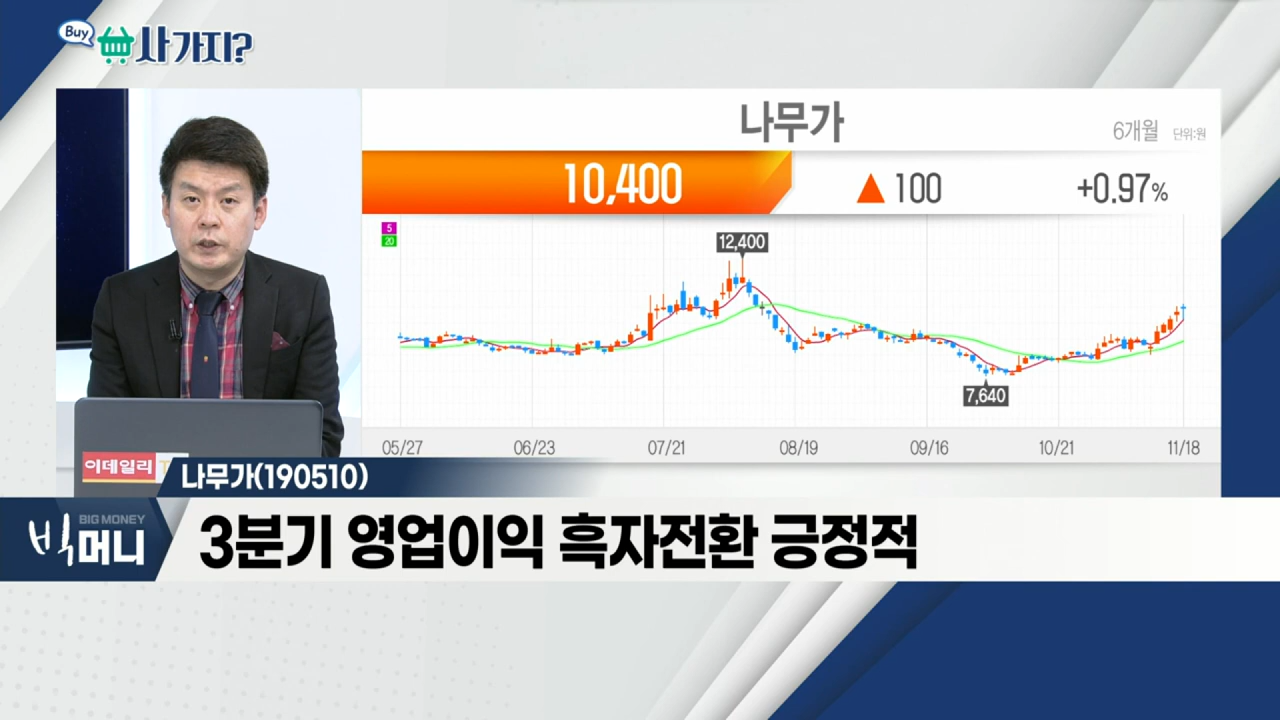 Buy
사가지?
나무가
6개월 단위:원
10,400 ▲ 100 +0.97%
5
20
12,400
7,640
05/27 06/23 07/21 08/19 09/16 10/21 11/18
이데일리 T
나무가(190510)
BIG MONEY
빅머니
3분기 영업이익 흑자전환 긍정적